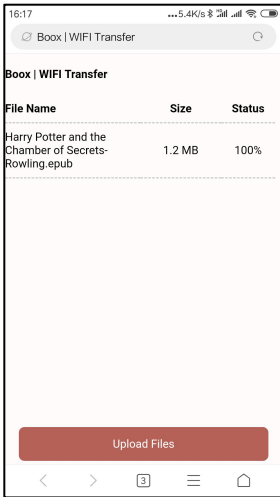 16:17
...5.4K/s
Boox | WIFI Transfer
Boox | WIFI Transfer
File Name Size Status
Harry Potter and the
Chamber of Secrets-
Rowling.epub
1.2 MB 100%
Upload Files
3